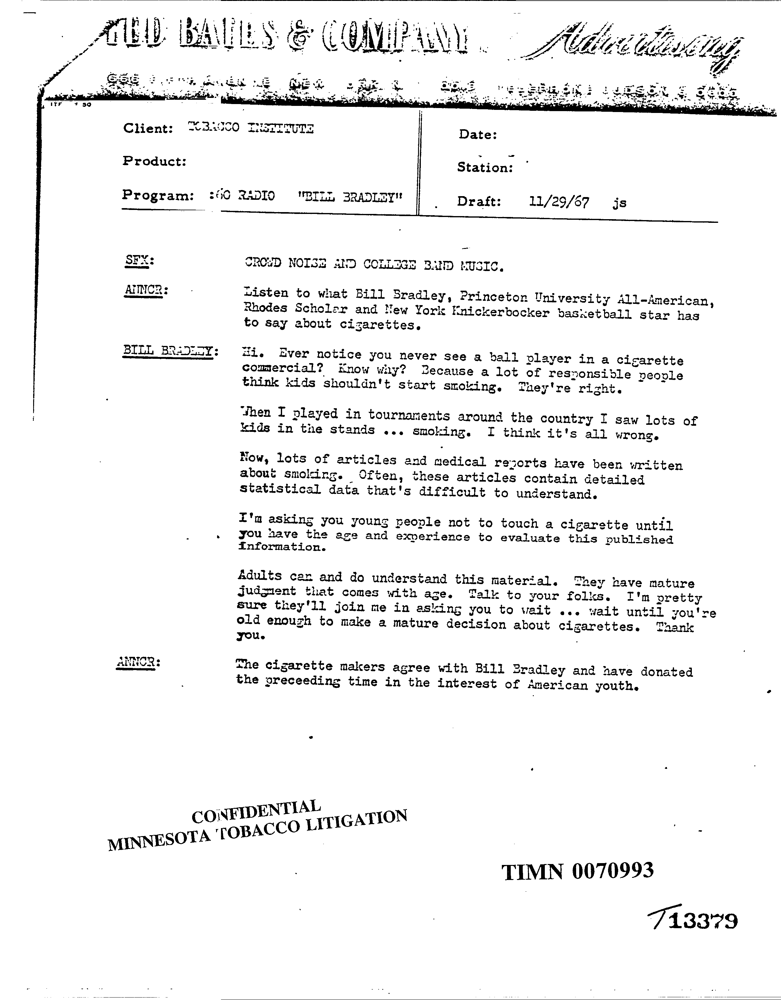 TED BATES & COMPANY Advertising
Client: TOBACCO INSTITUTE
Date:
Product:
Station:
Program: :60 RADIO "BILL BRADLEY"
Draft: 11/29/67 js
SFX: CROWD NOISE AND COLLEGE BAND MUSIC.
ANNCR: Listen to what Bill Bradley, Princeton University All-American,
Rhodes Scholar and New York Knickerbocker basketball star has
to say about cigarettes.
BILL BRADLEY: Hi. Ever notice you never see a ball player in a cigarette
commercial? Know why? Because a lot of responsible people
think kids shouldn't start smoking. They're right.
When I played in tournaments around the country I saw lots of
kids in the stands ... smoking. I think it's all wrong.
Now, lots of articles and medical reports have been written
about smoking. Often, these articles contain detailed
statistical data that's difficult to understand.
I'm asking you young people not to touch a cigarette until
you have the age and experience to evaluate this published
information.
Adults can and do understand this material. They have mature
judgment that comes with age. Talk to your folks. I'm pretty
sure they'll join me in asking you to wait ... wait until you're
old enough to make a mature decision about cigarettes. Thank
you.
ANNCR: The cigarette makers agree with Bill Bradley and have donated
the preceeding time in the interest of American youth.
CONFIDENTIAL
MINNESOTA TOBACCO LITIGATION
TIMN 0070993
T13379